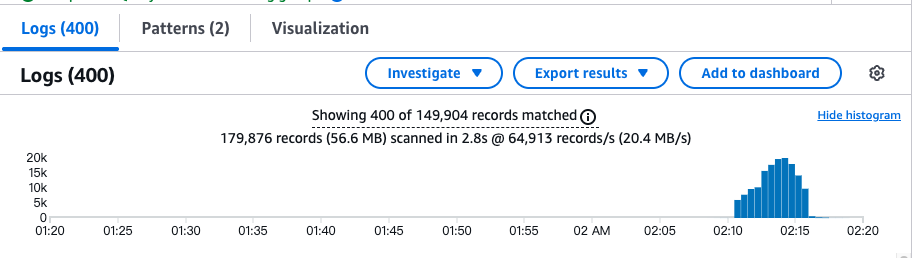 Logs (400)
Patterns (2)
Visualization
Logs (400)
Investigate
Export results
Add to dashboard
Showing 400 of 149,904 records matched
Hide histogram
179,876 records (56.6 MB) scanned in 2.8s @ 64,913 records/s (20.4 MB/s)
20k
15k
10k
5k
0
01:20 01:25 01:30 01:35 01:40 01:45 01:50 01:55 02 AM 02:05 02:10 02:15 02:20